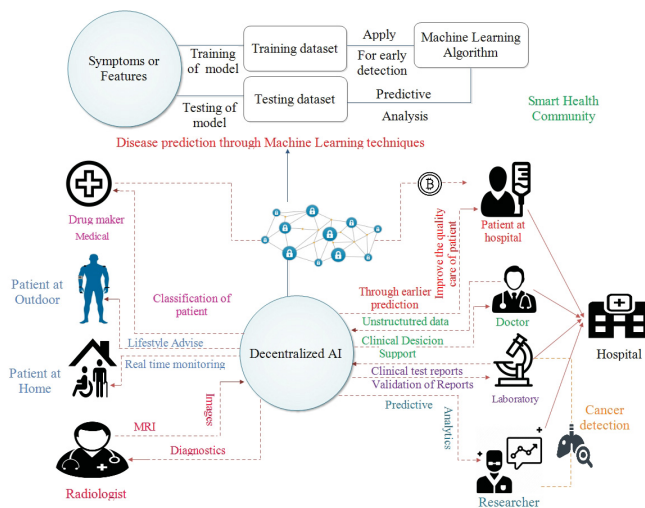 Symptoms or
Features
Training
of model
Training dataset
Apply
For early
detection
Machine Learning
Algorithm
Testing of
model
Testing dataset
Predictive
Analysis
Smart Health
Community
Disease prediction through Machine Learning techniques
Drug maker
Medical
Patient at
hospital
Improve the quality
care of patient
Patient at
Outdoor
Classification of
patient
Through earlier
prediction
Unstructutred data
Doctor
Lifestyle Advise
Decentralized AI
Clinical Desicion
Support
Hospital
Patient at
Home
Real time monitoring
Clinical test reports
Validation of Reports
Laboratory
Images
MRI
Predictive
Analytics
Cancer
detection
Diagnostics
Radiologist
Researcher